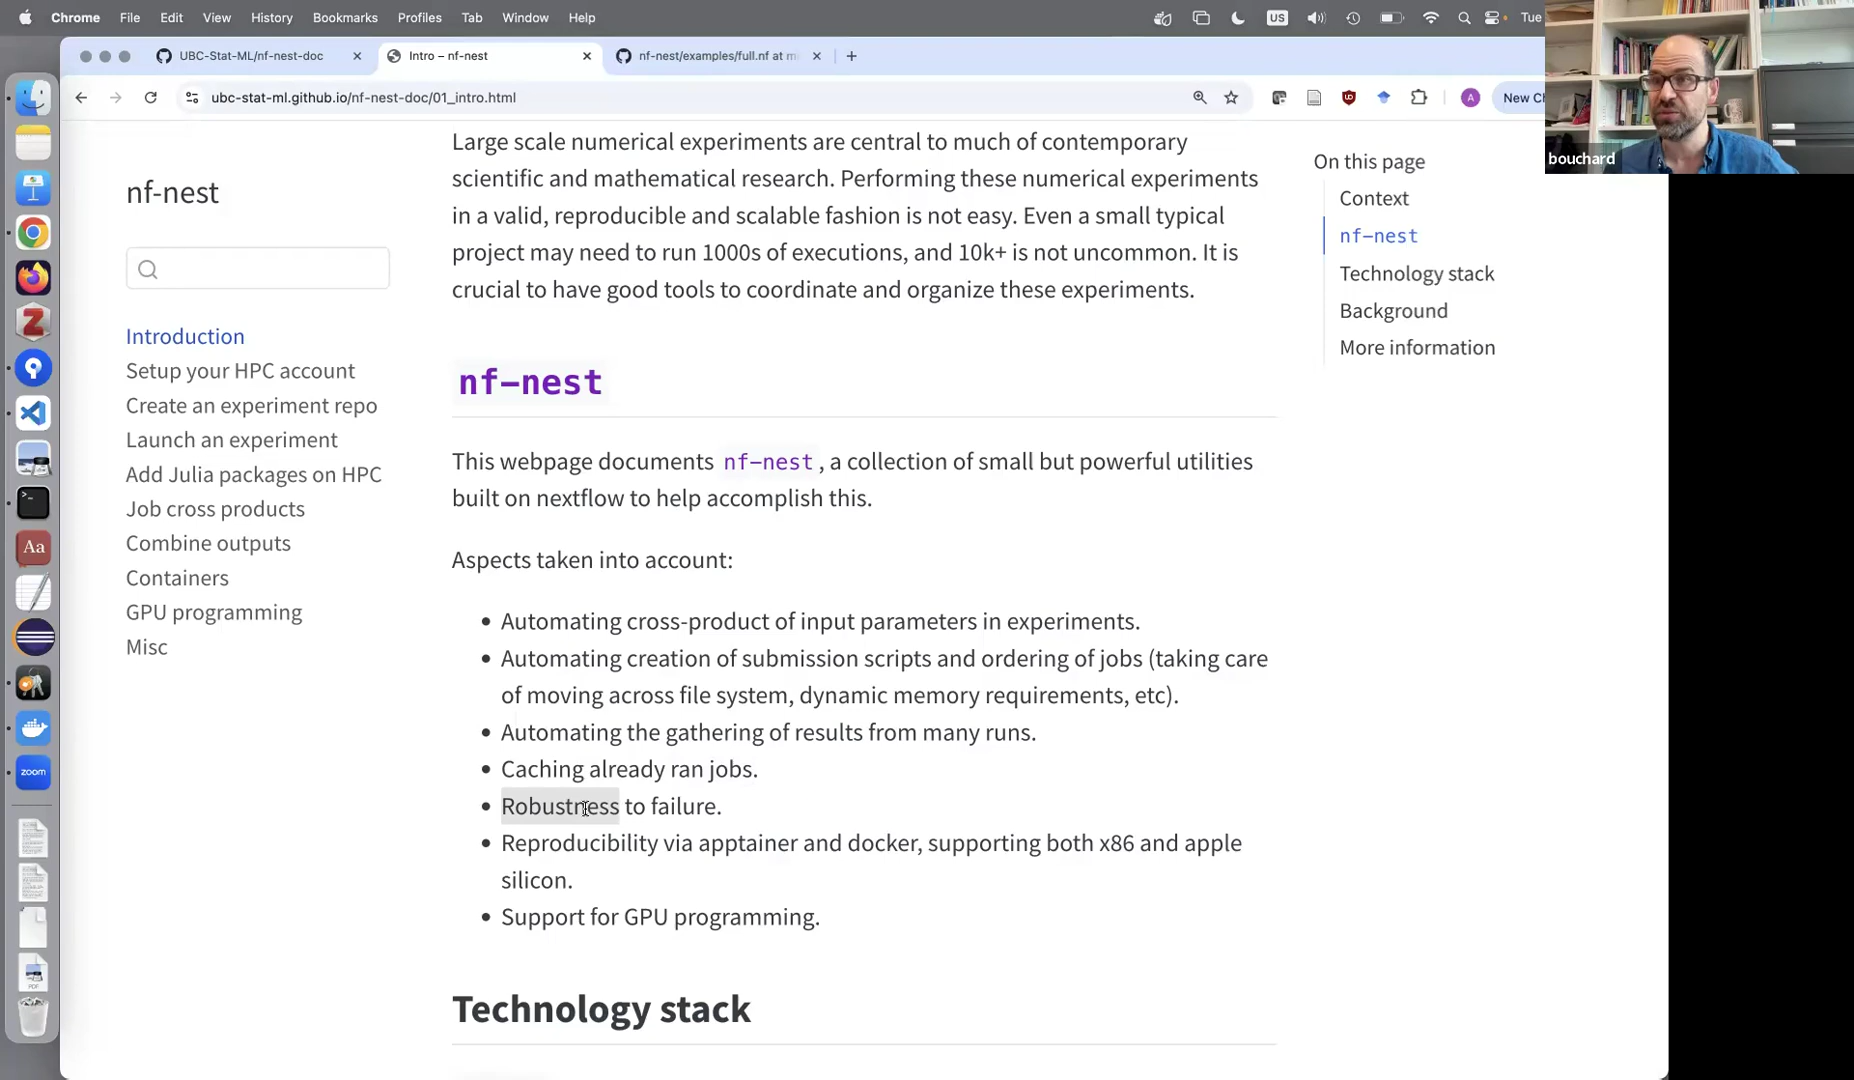 Chrome File Edit View History Bookmarks Profiles Tab Window Help
US
Tue
UBC-Stat-ML/nf-nest-doc
Intro – nf-nest
nf-nest/examples/full.nf at m
ubc-stat-ml.github.io/nf-nest-doc/01_intro.html
A
New Ch
bouchard
nf-nest
Introduction
Setup your HPC account
Create an experiment repo
Launch an experiment
Add Julia packages on HPC
Job cross products
Combine outputs
Containers
GPU programming
Misc
Large scale numerical experiments are central to much of contemporary
scientific and mathematical research. Performing these numerical experiments
in a valid, reproducible and scalable fashion is not easy. Even a small typical
project may need to run 1000s of executions, and 10k+ is not uncommon. It is
crucial to have good tools to coordinate and organize these experiments.
nf-nest
This webpage documents nf-nest, a collection of small but powerful utilities
built on nextflow to help accomplish this.
Aspects taken into account:
• Automating cross-product of input parameters in experiments.
• Automating creation of submission scripts and ordering of jobs (taking care
of moving across file system, dynamic memory requirements, etc).
• Automating the gathering of results from many runs.
• Caching already ran jobs.
• Robustness to failure.
• Reproducibility via apptainer and docker, supporting both x86 and apple
silicon.
• Support for GPU programming.
Technology stack
On this page
Context
nf-nest
Technology stack
Background
More information
Aa
zoom
PDF